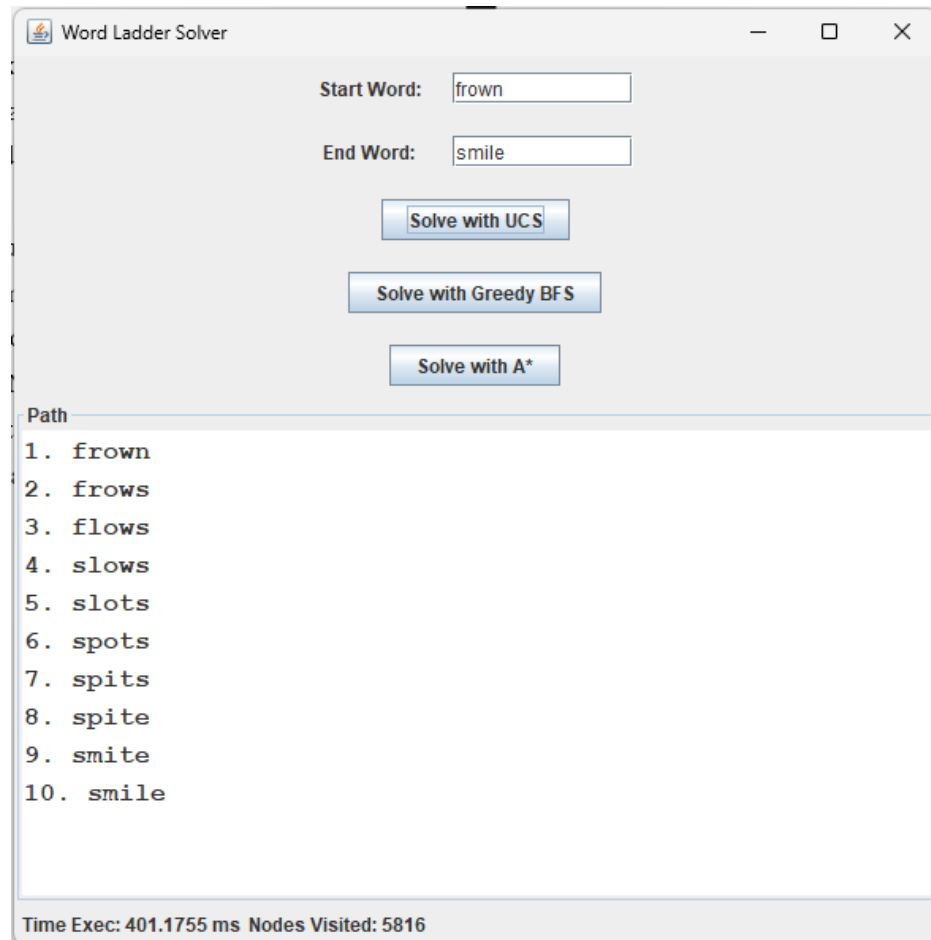 Word Ladder Solver
Start Word: frown
End Word: smile
Solve with UCS
Solve with Greedy BFS
Solve with A*
Path
1. frown
2. frows
3. flows
4. slows
5. slots
6. spots
7. spits
8. spite
9. smite
10. smile
Time Exec: 401.1755 ms Nodes Visited: 5816